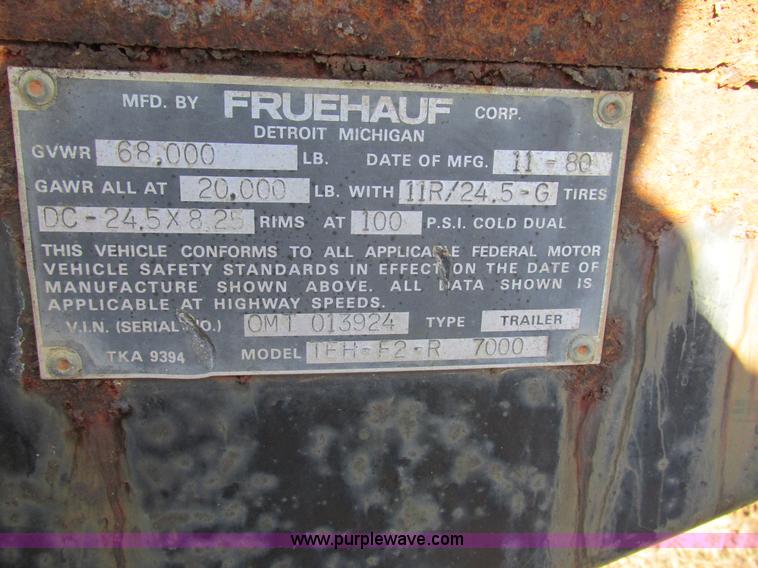 MFD. BY FRUEHAUF CORP.
DETROIT MICHIGAN
GVWR 68,000 LB. DATE OF MFG. 11 - 80
GAWR ALL AT 20,000 LB. WITH 11R/24.5-G TIRES
DC-24.5X8.25 RIMS AT 100 P.S.I. COLD DUAL
THIS VEHICLE CONFORMS TO ALL APPLICABLE FEDERAL MOTOR
VEHICLE SAFETY STANDARDS IN EFFECT ON THE DATE OF
MANUFACTURE SHOWN ABOVE. ALL DATA SHOWN IS
APPLICABLE AT HIGHWAY SPEEDS.
V.I.N. (SERIAL NO.) OMT 013924 TYPE TRAILER
TKA 9394 MODEL TFH-F2-R 7000
www.purplewave.com